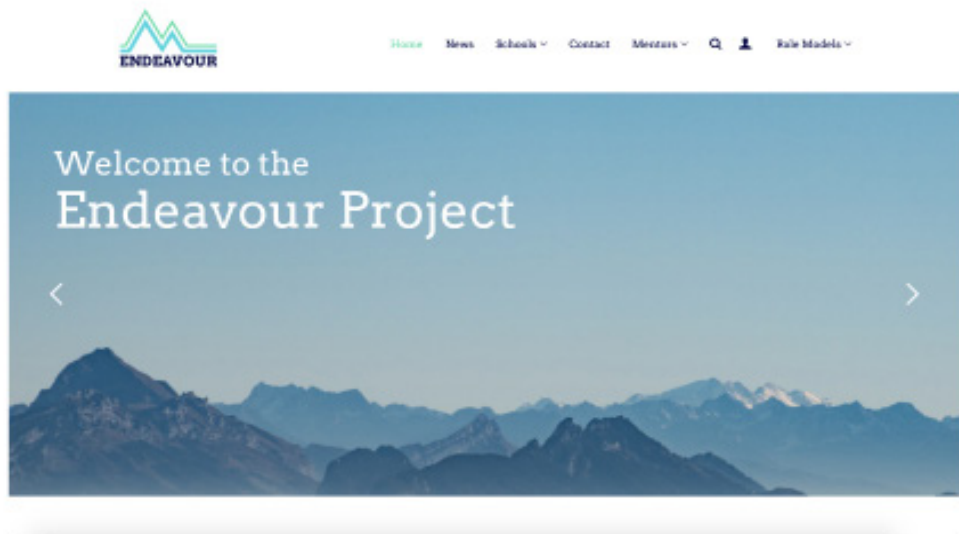 ENDEAVOUR
Home News Schools Contact Mentors Role Models
Welcome to the
Endeavour Project